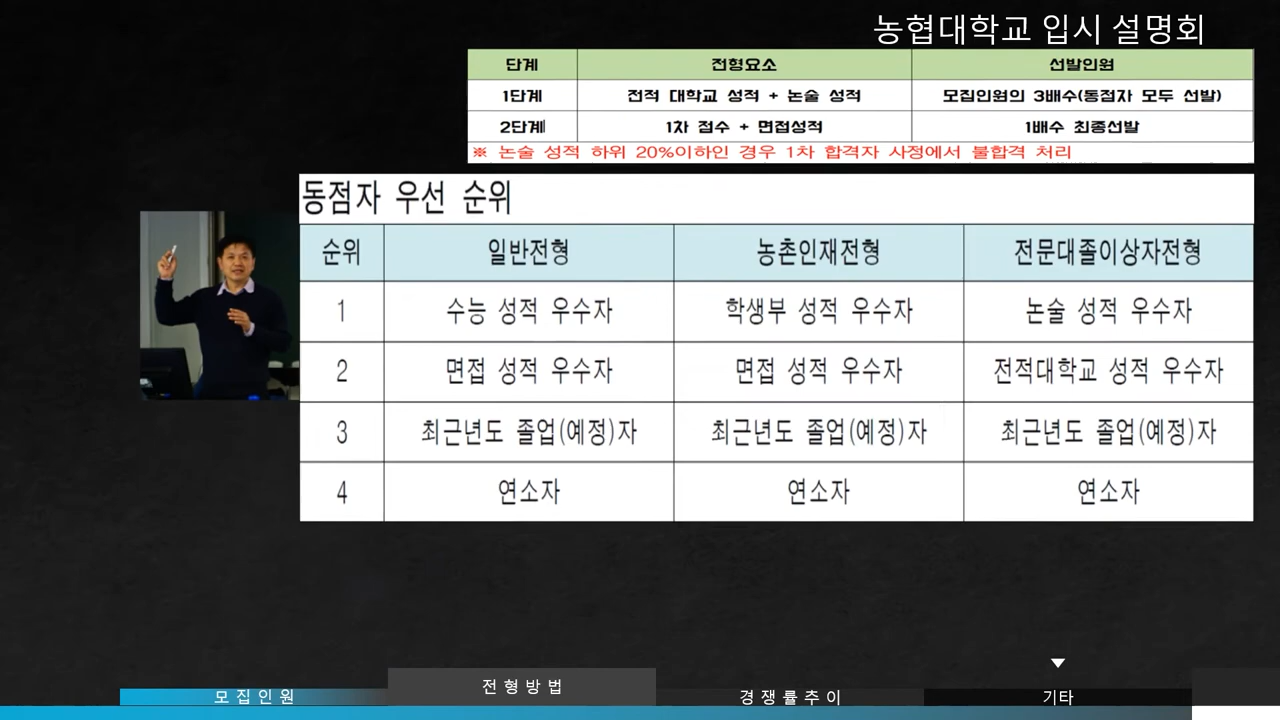 농협대학교 입시 설명회
단계 전형요소 선발인원
1단계 전적 대학교 성적 + 논술 성적 모집인원의 3배수(동점자 모두 선발)
2단계 1차 점수 + 면접성적 1배수 최종선발
※ 논술 성적 하위 20%이하인 경우 1차 합격자 사정에서 불합격 처리
동점자 우선 순위
순위 일반전형 농촌인재전형 전문대졸이상자전형
1 수능 성적 우수자 학생부 성적 우수자 논술 성적 우수자
2 면접 성적 우수자 면접 성적 우수자 전적대학교 성적 우수자
3 최근년도 졸업(예정)자 최근년도 졸업(예정)자 최근년도 졸업(예정)자
4 연소자 연소자 연소자
모집인원 전형방법 경쟁률추이 기타